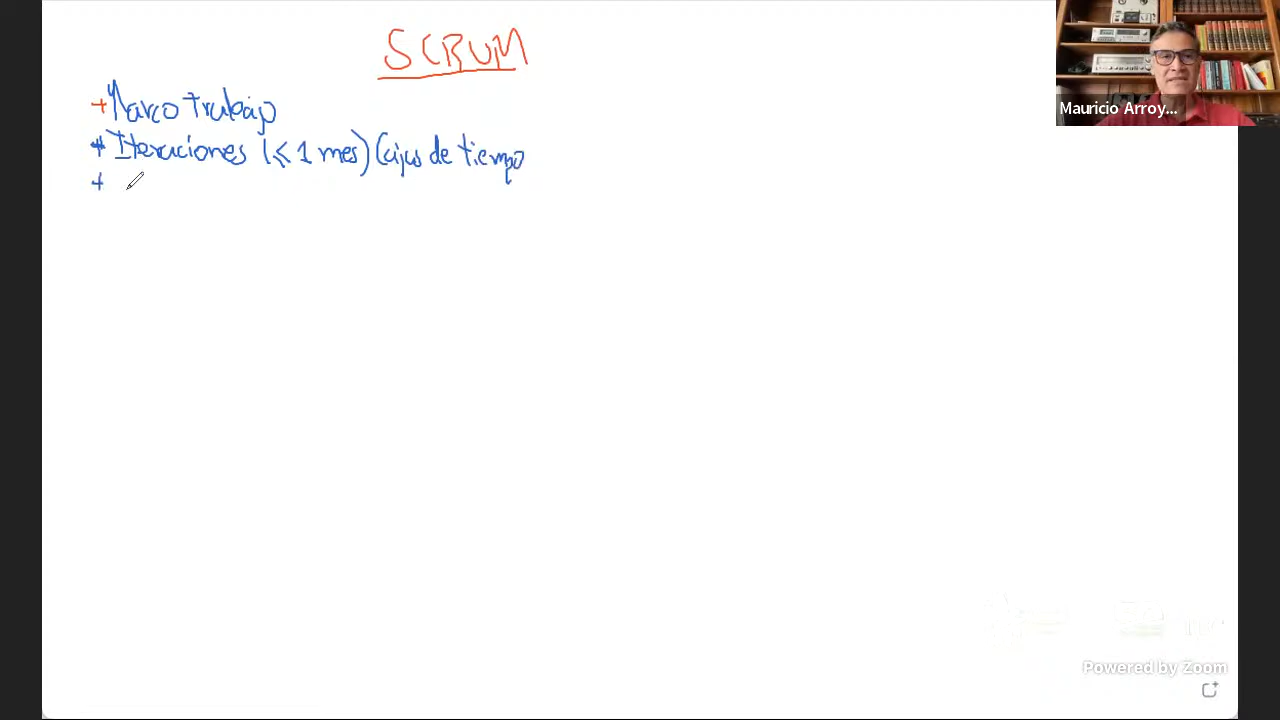 SCRUM
+ Marco trabajo
+ Iteraciones (≤ 1 mes) (cajas de tiempo
+
Mauricio Arroy...
Powered by Zoom